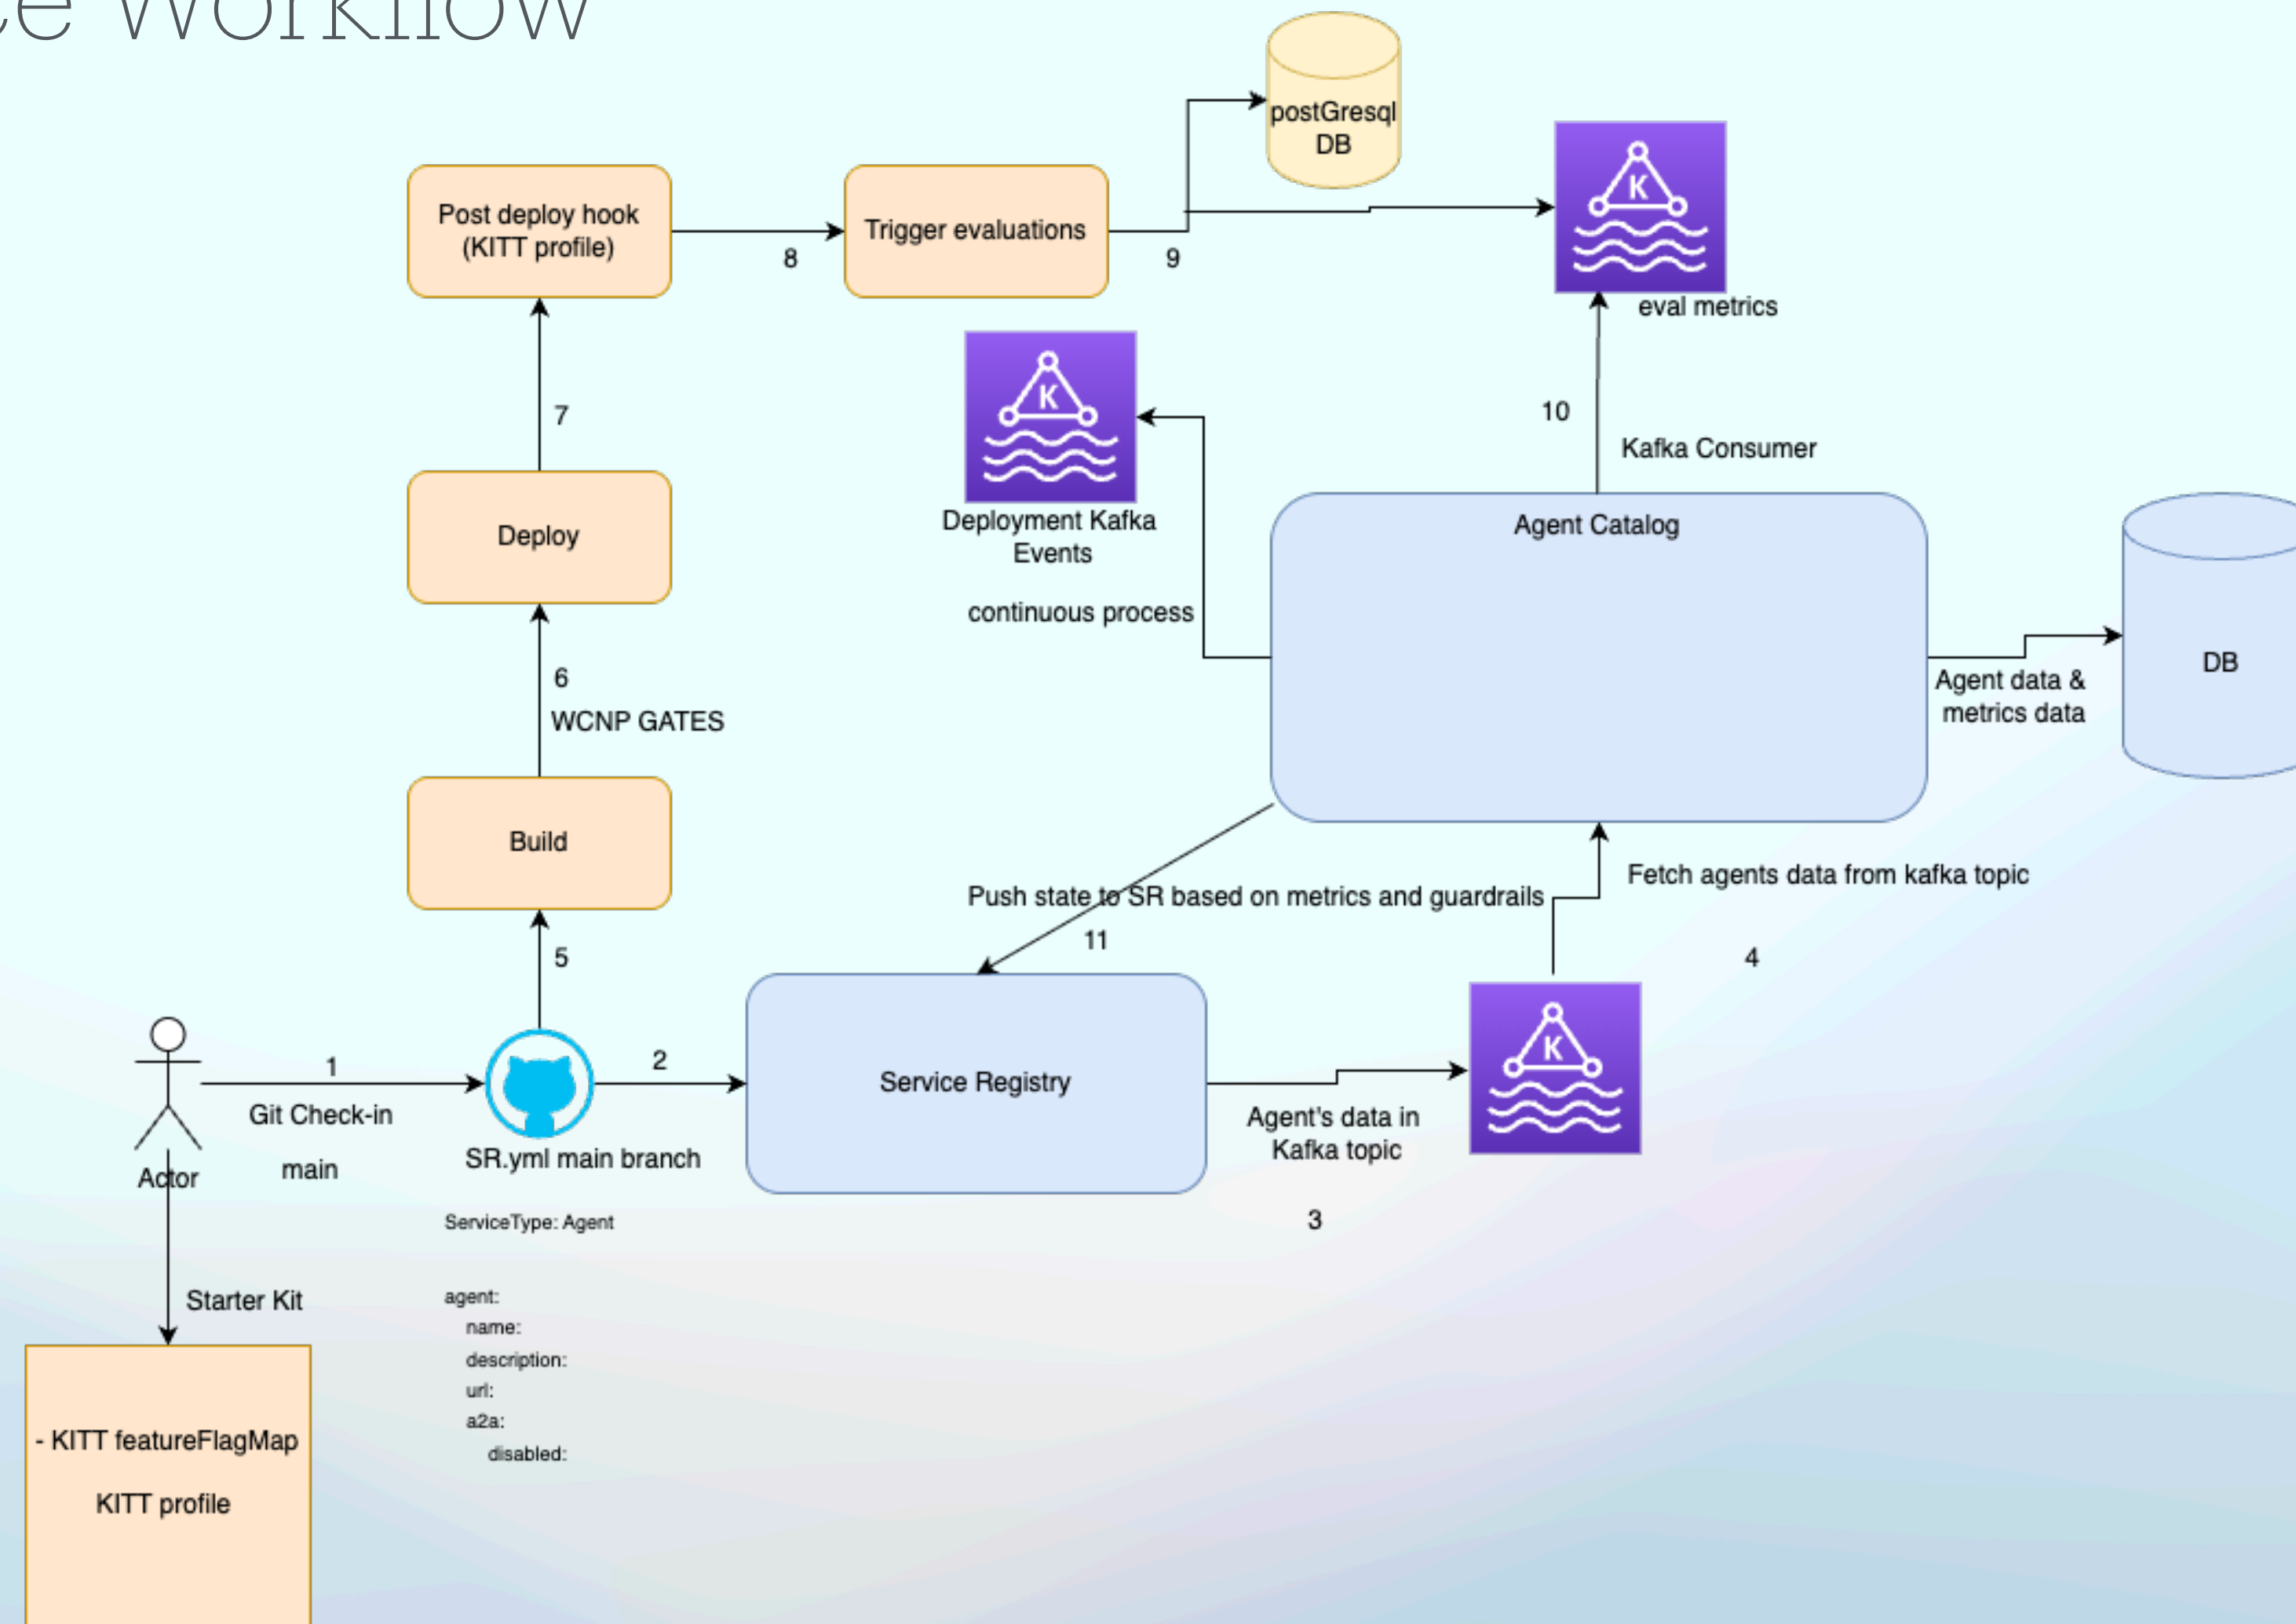 Workflow
postGresql
DB
Post deploy hook
(KITT profile)
8
Trigger evaluations
9
K
eval metrics
K
Deployment Kafka
Events
continuous process
10
Kafka Consumer
7
Deploy
Agent Catalog
DB
Agent data &
metrics data
6
WCNP GATES
Build
Push state to SR based on metrics and guardrails
11
Fetch agents data from kafka topic
4
5
1
Git Check-in
main
Actor
2
SR.yml main branch
Service Registry
Agent's data in
Kafka topic
3
K
ServiceType: Agent
agent:
name:
description:
url:
a2a:
disabled:
Starter Kit
- KITT featureFlagMap
KITT profile